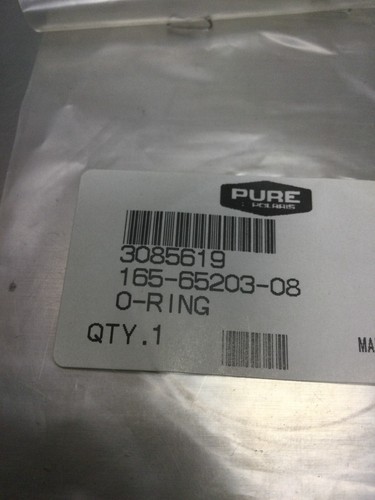 PURE
POLARIS
3085619
165-65203-08
O-RING
QTY.1
MA